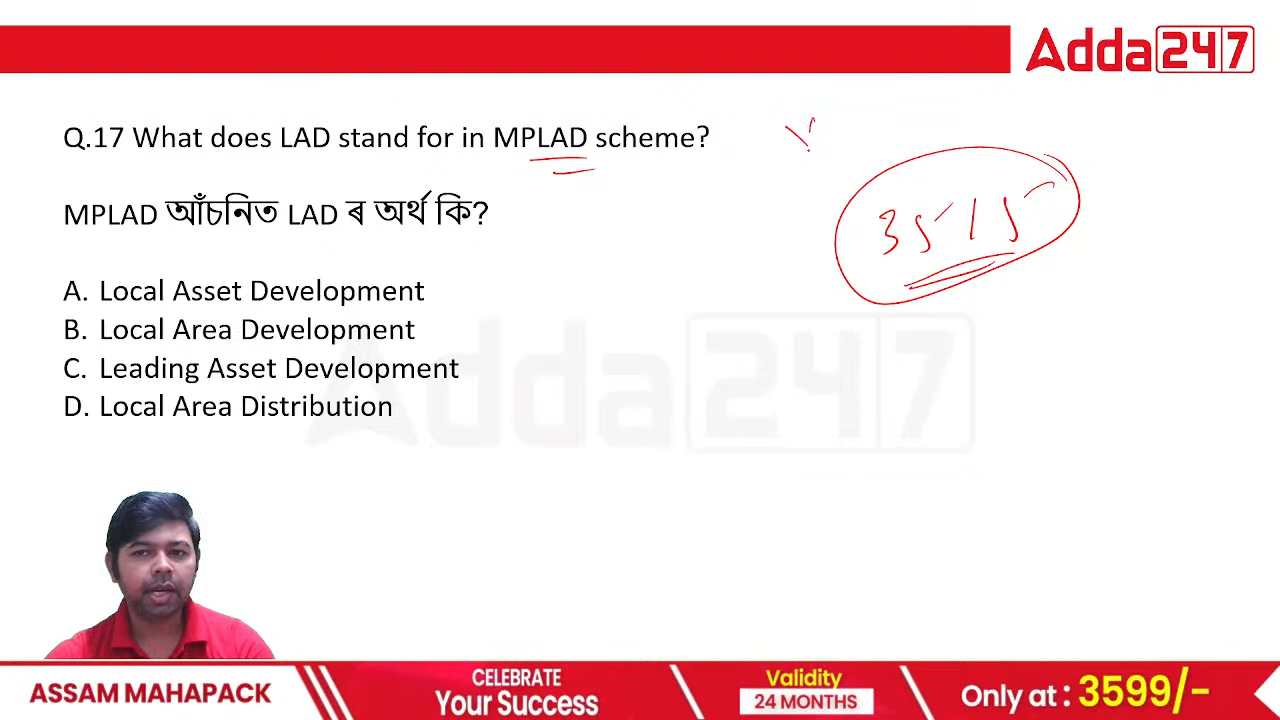 Adda247
Q.17 What does LAD stand for in MPLAD scheme?
MPLAD আঁচনিত LAD ৰ অৰ্থ কি?
A. Local Asset Development
B. Local Area Development
C. Leading Asset Development
D. Local Area Distribution
Adda247
ASSAM MAHAPACK
CELEBRATE
Your Success
Validity
24 MONTHS
Only at : 3599/-